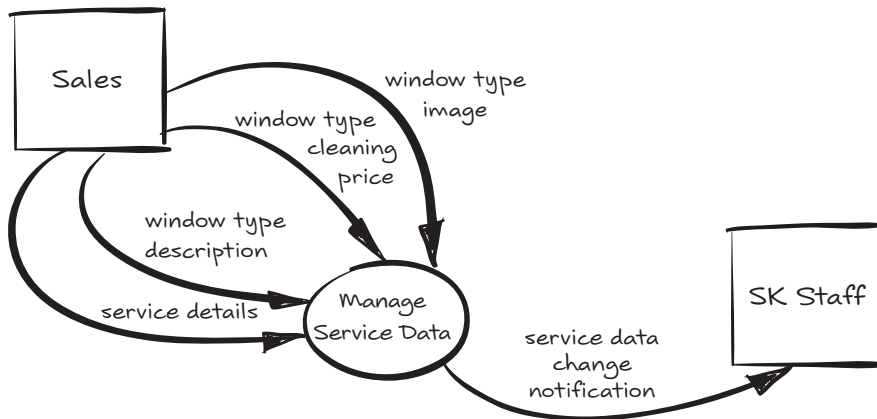 Sales
window type
image
window type
cleaning
price
window type
description
service details
Manage
Service Data
SK Staff
service data
change
notification